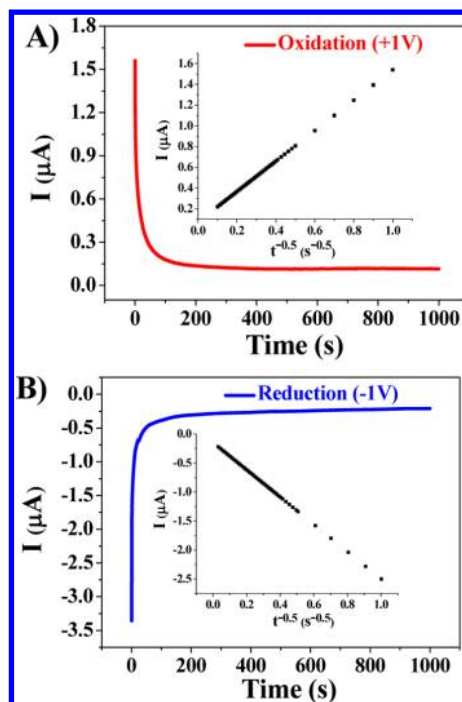 A)
Oxidation (+1V)
I (μA)
1.8
1.5
1.2
0.9
0.6
0.3
0.0
0 200 400 600 800 1000
Time (s)
I (μA)
1.6
1.4
1.2
1.0
0.8
0.6
0.4
0.2
0.0 0.2 0.4 0.6 0.8 1.0
t⁻⁰·⁵ (s⁻⁰·⁵)
B)
Reduction (-1V)
I (μA)
0.0
-0.5
-1.0
-1.5
-2.0
-2.5
-3.0
-3.5
0 200 400 600 800 1000
Time (s)
I (μA)
0.0
-0.5
-1.0
-1.5
-2.0
-2.5
0.0 0.2 0.4 0.6 0.8 1.0
t⁻⁰·⁵ (s⁻⁰·⁵)